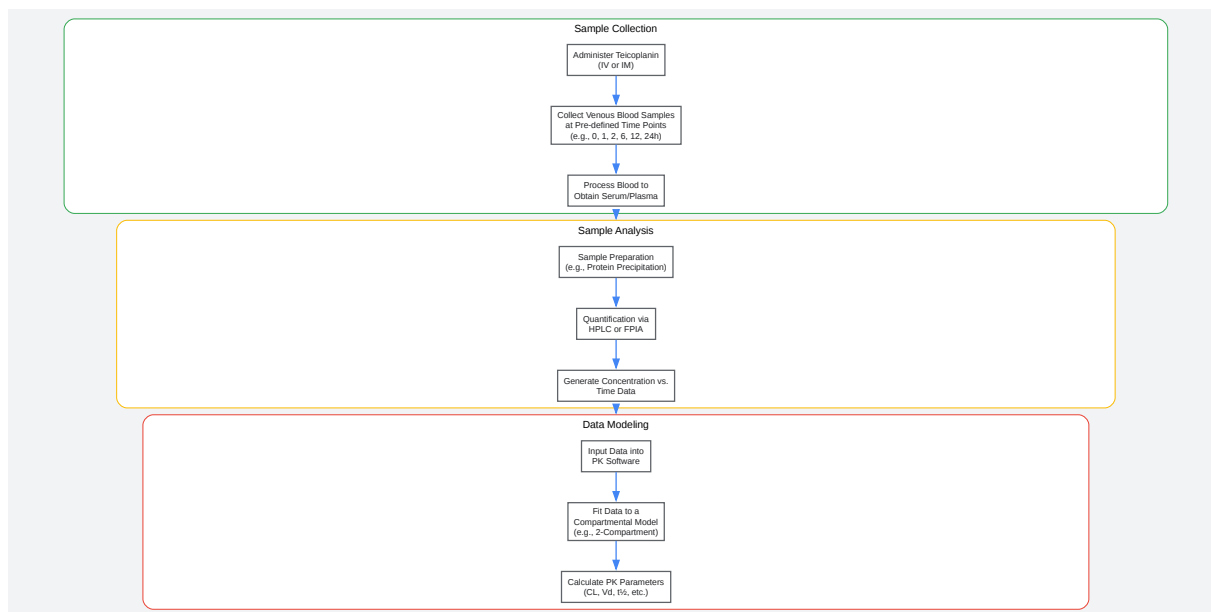 Sample Collection
Administer Teicoplanin
(IV or IM)
Collect Venous Blood Samples
at Pre-defined Time Points
(e.g., 0, 1, 2, 6, 12, 24h)
Process Blood to
Obtain Serum/Plasma
Sample Analysis
Sample Preparation
(e.g., Protein Precipitation)
Quantification via
HPLC or FPIA
Generate Concentration vs.
Time Data
Data Modeling
Input Data into
PK Software
Fit Data to a
Compartmental Model
(e.g., 2-Compartment)
Calculate PK Parameters
(CL, Vd, t½, etc.)